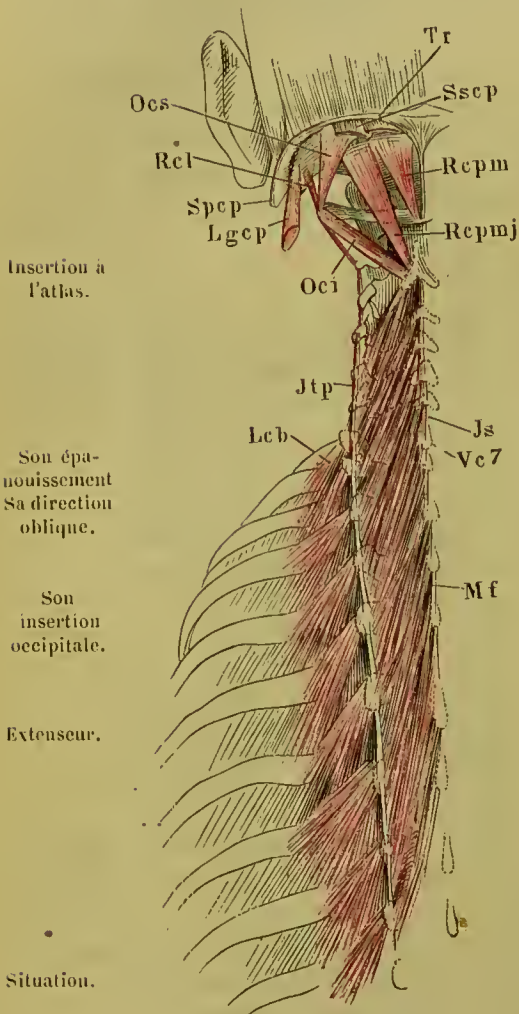 Tr
Sscp
Ocs
Rcl
Rcpm
Spcp
Lgcp
Rcpmj
Oci
Insertion à
l'atlas.
Jtp
Lcb
Js
Vc7
Son épa-
nouissement
Sa direction
oblique.
Mf
Son
insertion
occipitale.
Extenseur.
Situation.